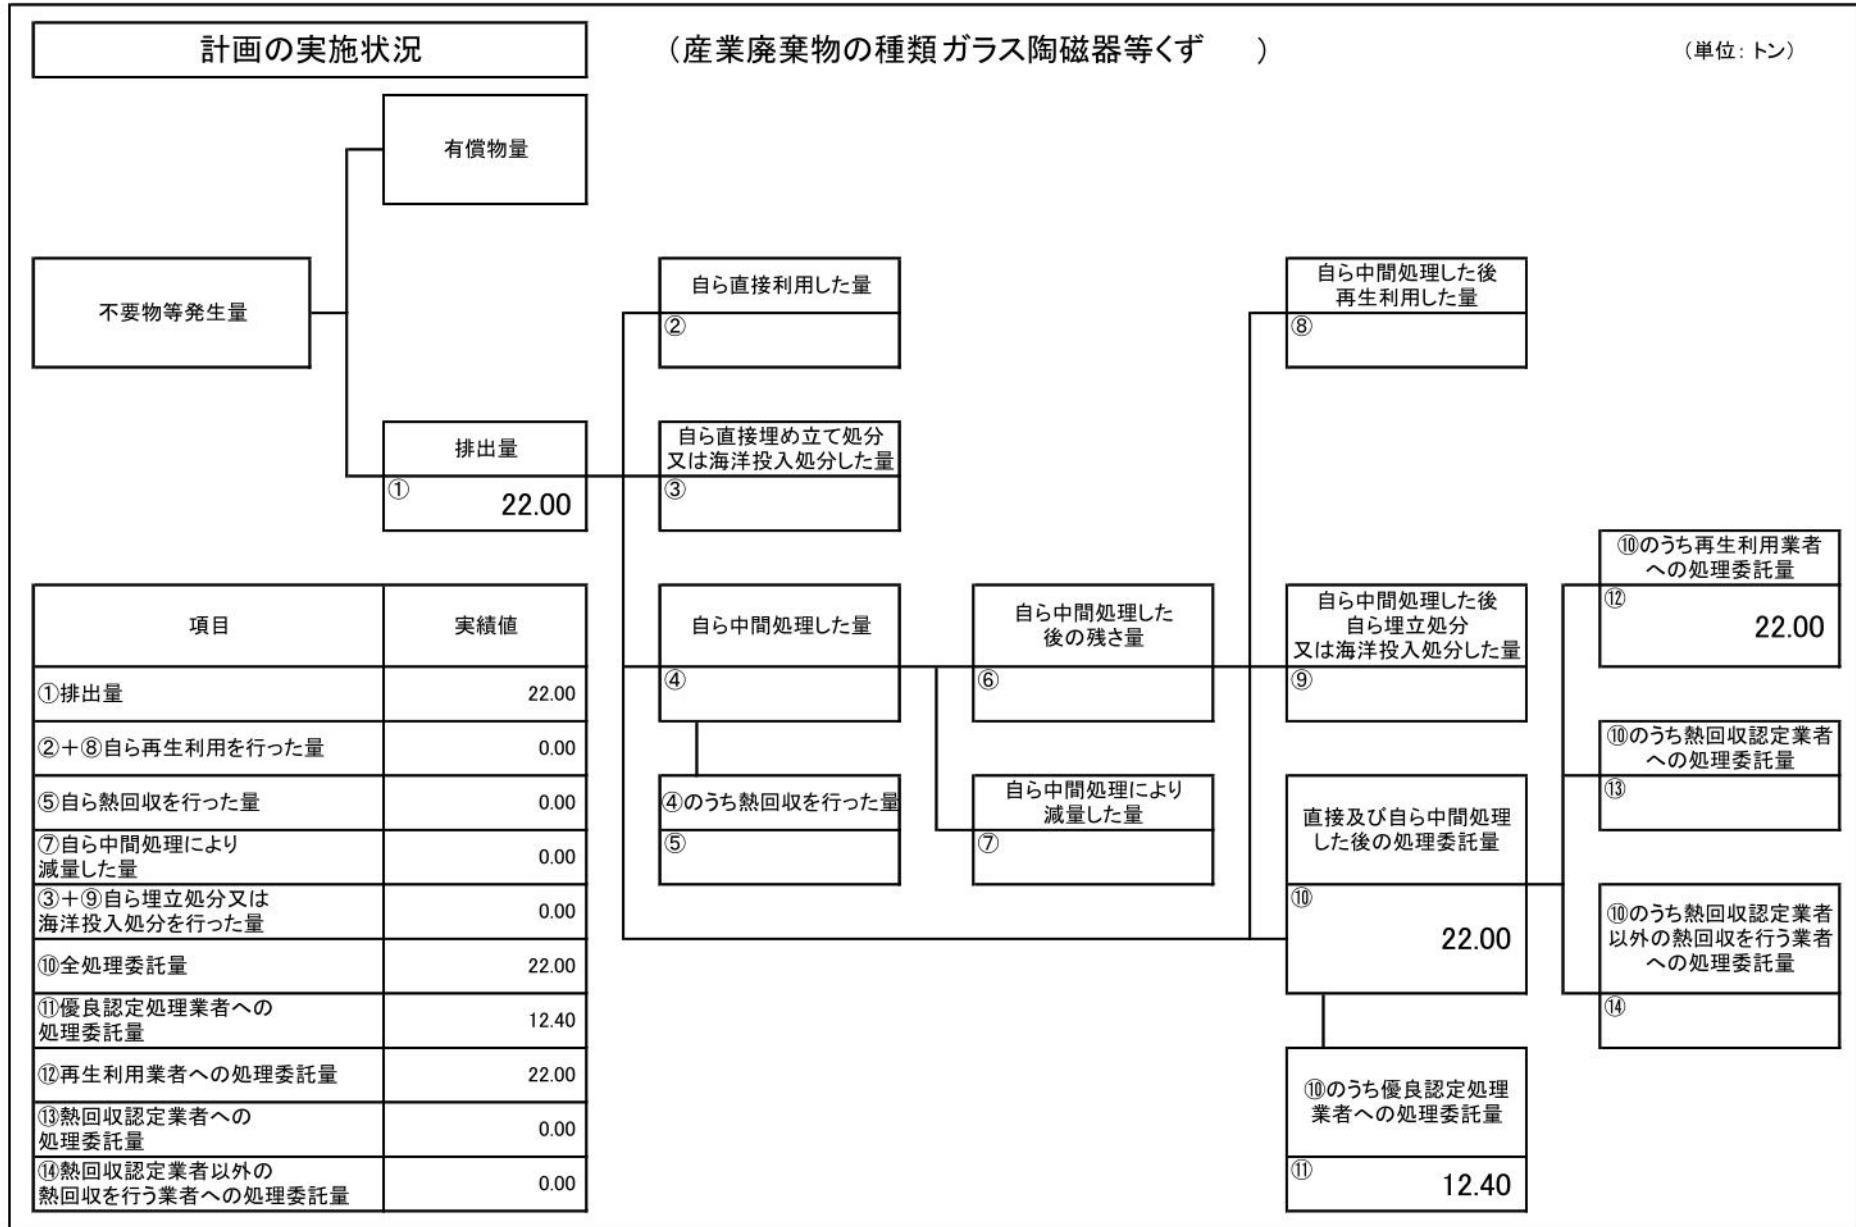 計画の実施状況
(産業廃棄物の種類ガラス陶磁器等くず　　)
(単位：トン)
有償物量
不要物等発生量
自ら直接利用した量
②
自ら中間処理した後
再生利用した量
⑧
排出量
① 22.00
自ら直接埋め立て処分
又は海洋投入処分した量
③
⑩のうち再生利用業者
への処理委託量
⑫ 22.00
自ら中間処理した量
④
自ら中間処理した
後の残さ量
⑥
自ら中間処理した後
自ら埋立処分
又は海洋投入処分した量
⑨
⑩のうち熱回収認定業者
への処理委託量
⑬
④のうち熱回収を行った量
⑤
自ら中間処理により
減量した量
⑦
直接及び自ら中間処理
した後の処理委託量
⑩
22.00
⑩のうち熱回収認定業者
以外の熱回収を行う業者
への処理委託量
⑭
⑩のうち優良認定処理
業者への処理委託量
⑪ 12.40
項目 実績値
①排出量 22.00
②＋⑧自ら再生利用を行った量 0.00
⑤自ら熱回収を行った量 0.00
⑦自ら中間処理により
減量した量 0.00
③＋⑨自ら埋立処分又は
海洋投入処分を行った量 0.00
⑩全処理委託量 22.00
⑪優良認定処理業者への
処理委託量 12.40
⑫再生利用業者への処理委託量 22.00
⑬熱回収認定業者への
処理委託量 0.00
⑭熱回収認定業者以外の
熱回収を行う業者への処理委託量 0.00